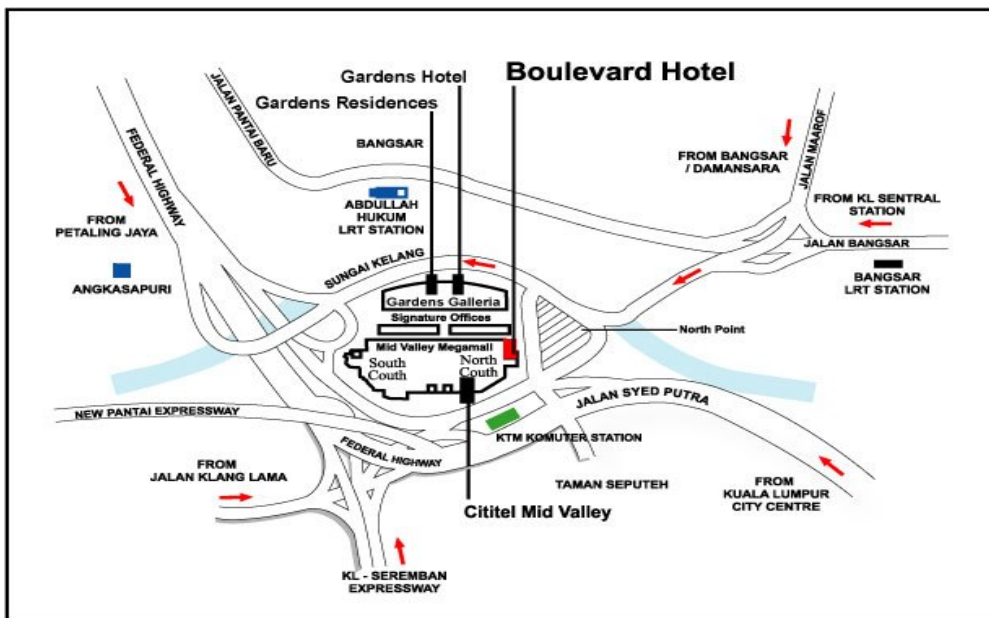 Gardens Hotel
Boulevard Hotel
Gardens Residences
JALAN PANTAI BARU
FEDERAL HIGHWAY
BANGSAR
FROM BANGSAR
/ DAMANSARA
JALAN MAAROF
FROM
PETALING JAYA
ABDULLAH
HUKUM
LRT STATION
FROM KL SENTRAL
STATION
JALAN BANGSAR
ANGKASAPURI
SUNGAI KELANG
BANGSAR
LRT STATION
Gardens Galleria
Signature Offices
North Point
Mid Valley Megamall
South
Couth
North
Couth
NEW PANTAI EXPRESSWAY
JALAN SYED PUTRA
FEDERAL HIGHWAY
KTM KOMUTER STATION
FROM
JALAN KLANG LAMA
TAMAN SEPUTEH
FROM
KUALA LUMPUR
CITY CENTRE
Cititel Mid Valley
KL - SEREMBAN
EXPRESSWAY